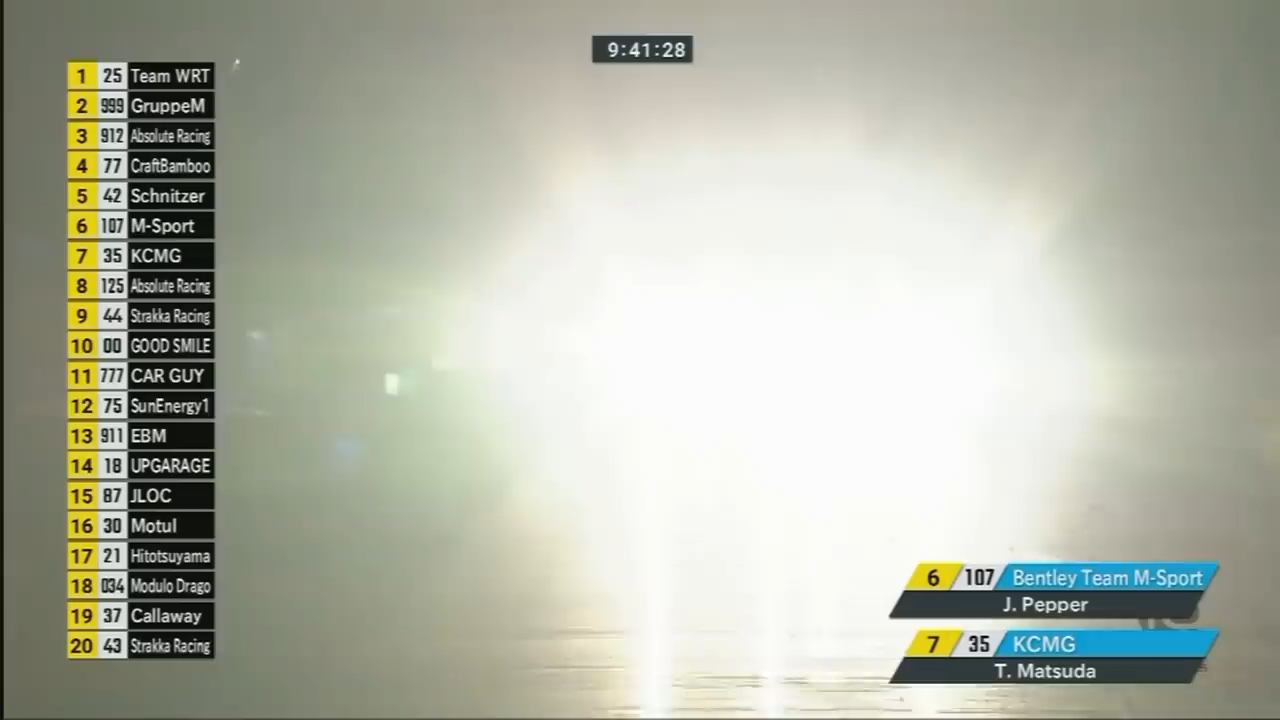 9:41:28
1 25 Team WRT
2 999 GruppeM
3 912 Absolute Racing
4 77 CraftBamboo
5 42 Schnitzer
6 107 M-Sport
7 35 KCMG
8 125 Absolute Racing
9 44 Strakka Racing
10 00 GOOD SMILE
11 777 CAR GUY
12 75 SunEnergy1
13 911 EBM
14 18 UPGARAGE
15 87 JLOC
16 30 Motul
17 21 Hitotsuyama
18 034 Modulo Drago
19 37 Callaway
20 43 Strakka Racing
6 107 Bentley Team M-Sport
J. Pepper
7 35 KCMG
T. Matsuda